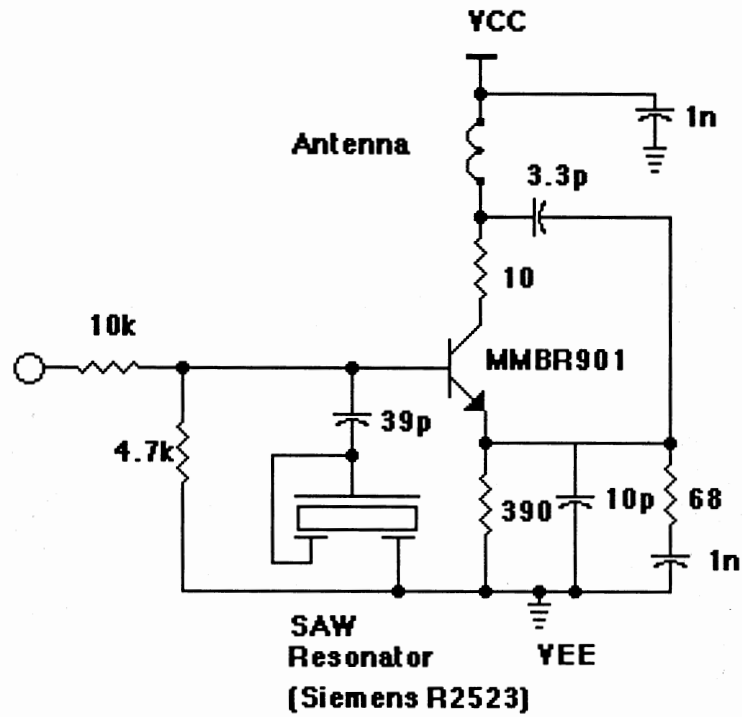 VCC
1n
Antenna
3.3p
10
10k
MMBR901
39p
4.7k
390
10p
68
1n
SAW
Resonator
VEE
(Siemens R2523)